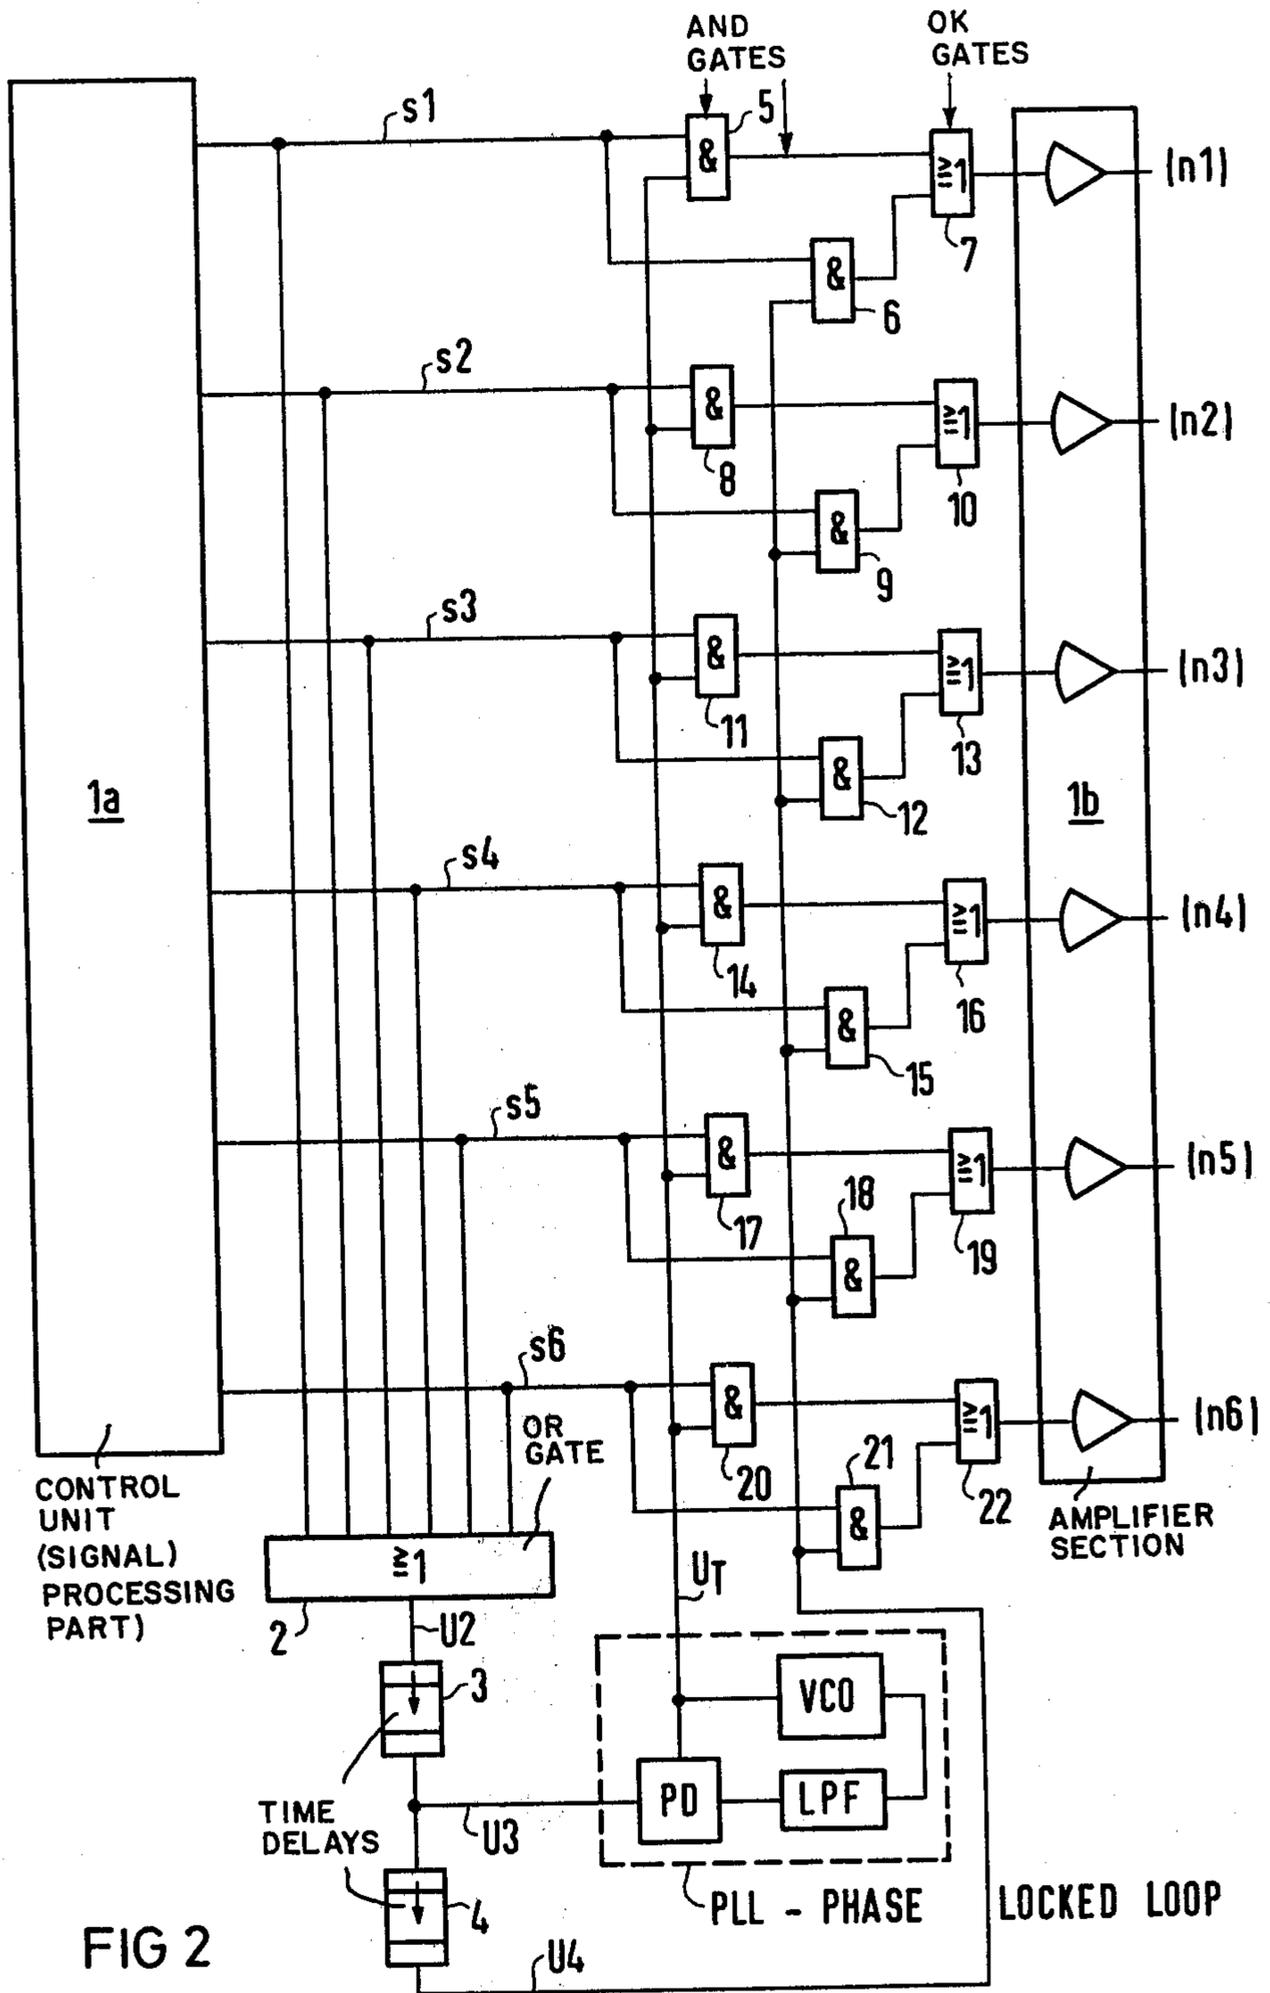 AND
GATES
OK
GATES
s1
&
5
≥1
7
(n1)
&
6
s2
&
8
≥1
10
(n2)
&
9
s3
&
11
≥1
13
(n3)
&
12
1a
1b
s4
&
14
≥1
16
(n4)
&
15
s5
&
17
≥1
19
(n5)
18
&
s6
&
20
≥1
22
(n6)
21
&
OR
GATE
CONTROL
UNIT
(SIGNAL)
PROCESSING
PART)
AMPLIFIER
SECTION
≥1
2
U2
UT
3
VCO
PD
LPF
TIME
DELAYS
U3
4
PLL - PHASE LOCKED LOOP
U4
FIG 2